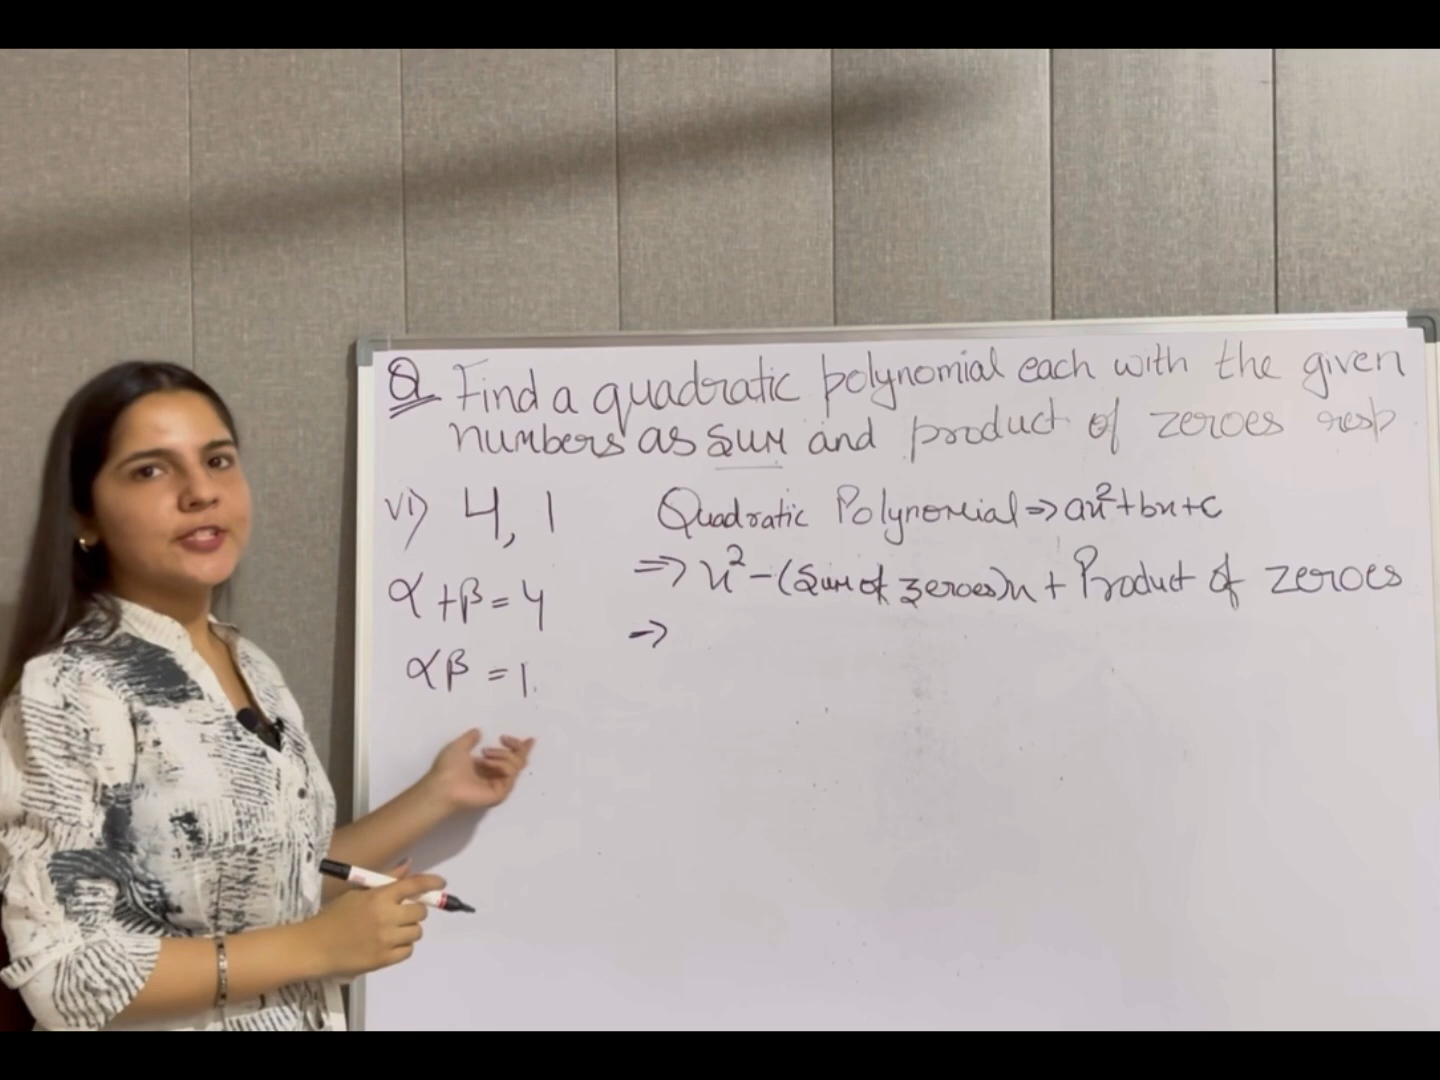 Q Find a quadratic polynomial each with the given
numbers as sum and product of zeroes resp
vi) 4, 1
Quadratic Polynomial => ax²+bx+c
=> x² - (Sum of zeroes)x + Product of zeroes
α + β = 4
->
αβ = 1.